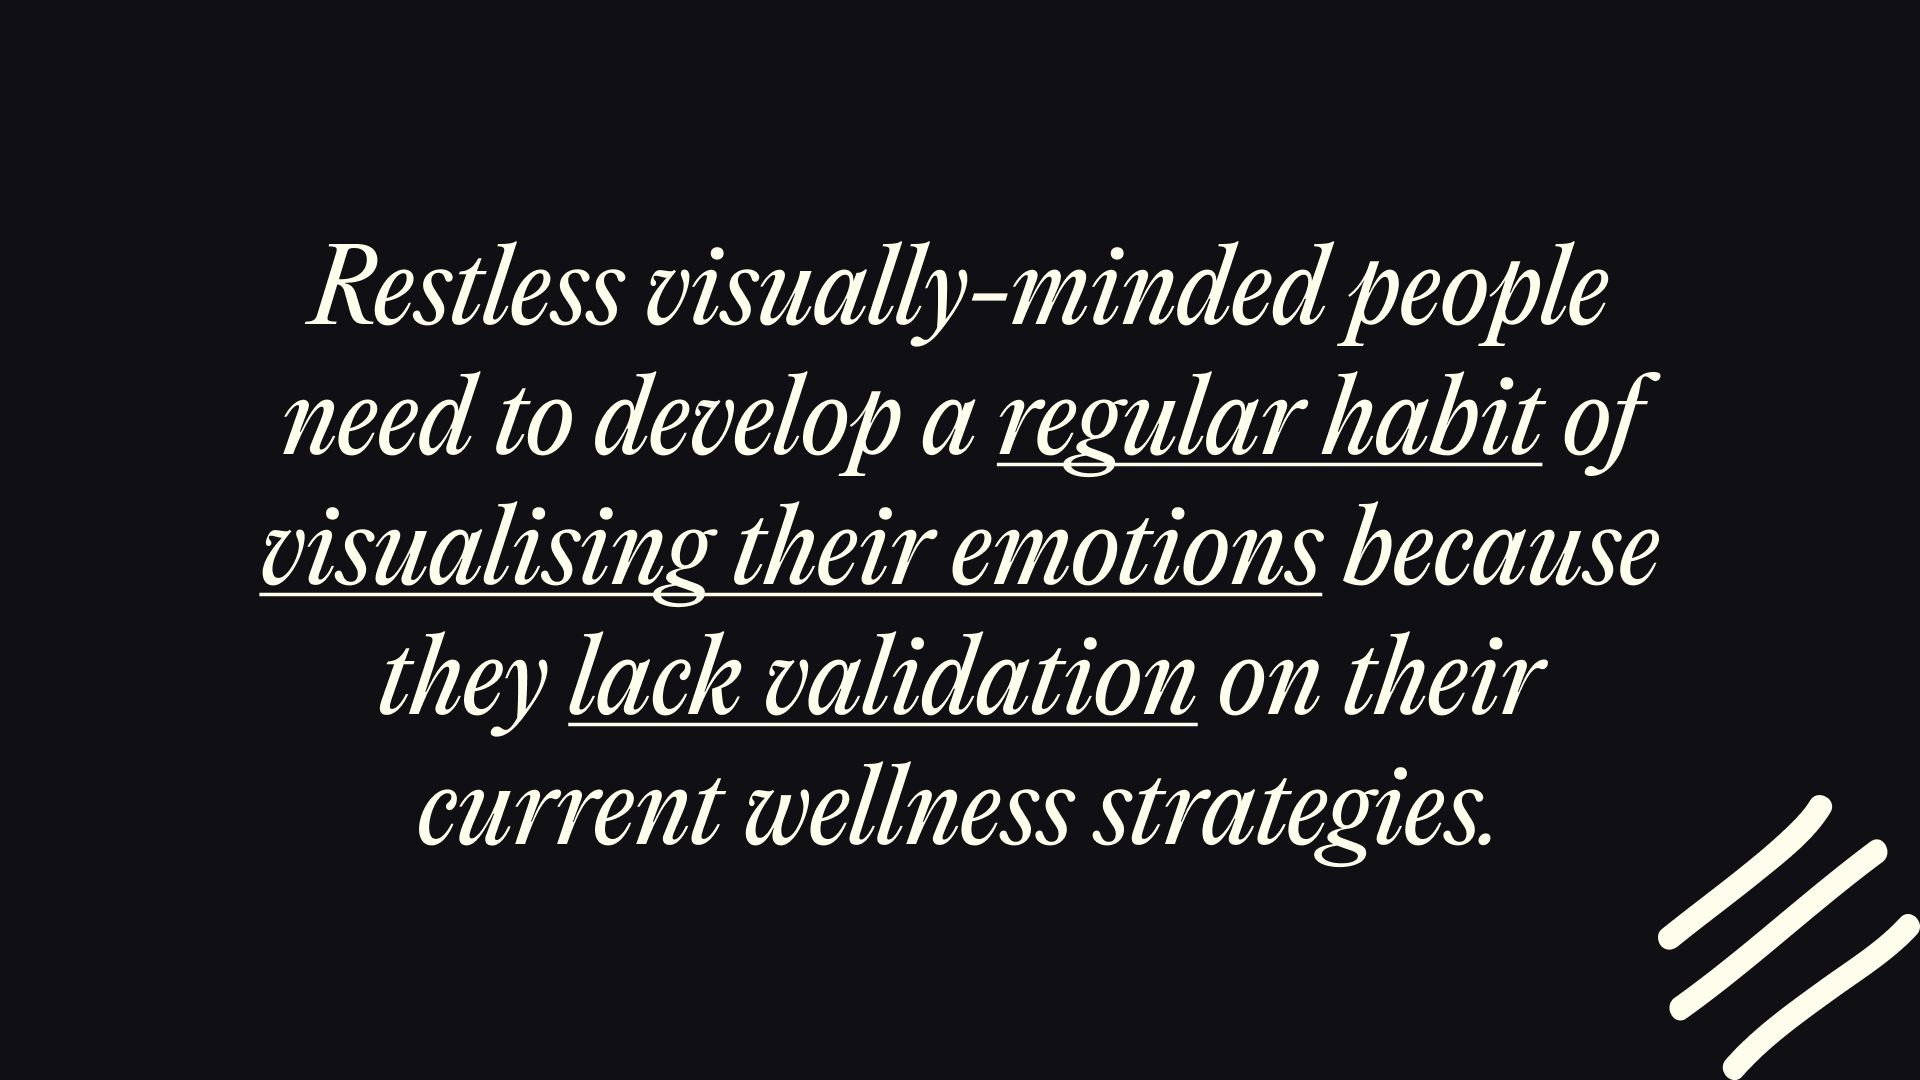 Restless visually-minded people
need to develop a regular habit of
visualising their emotions because
they lack validation on their
current wellness strategies.